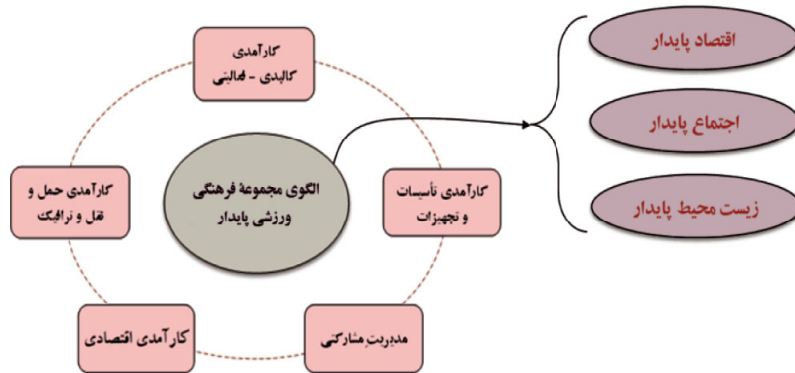 کارآمدی
کالبدی - فعالیتی
اقتصاد پایدار
اجتماع پایدار
زیست محیط پایدار
کارآمدی تأسیسات
و تجهیزات
الگوی مجموعهٔ فرهنگی
ورزشی پایدار
کارآمدی حمل و
نقل و ترافیک
مدیریت مشارکتی
کارآمدی اقتصادی